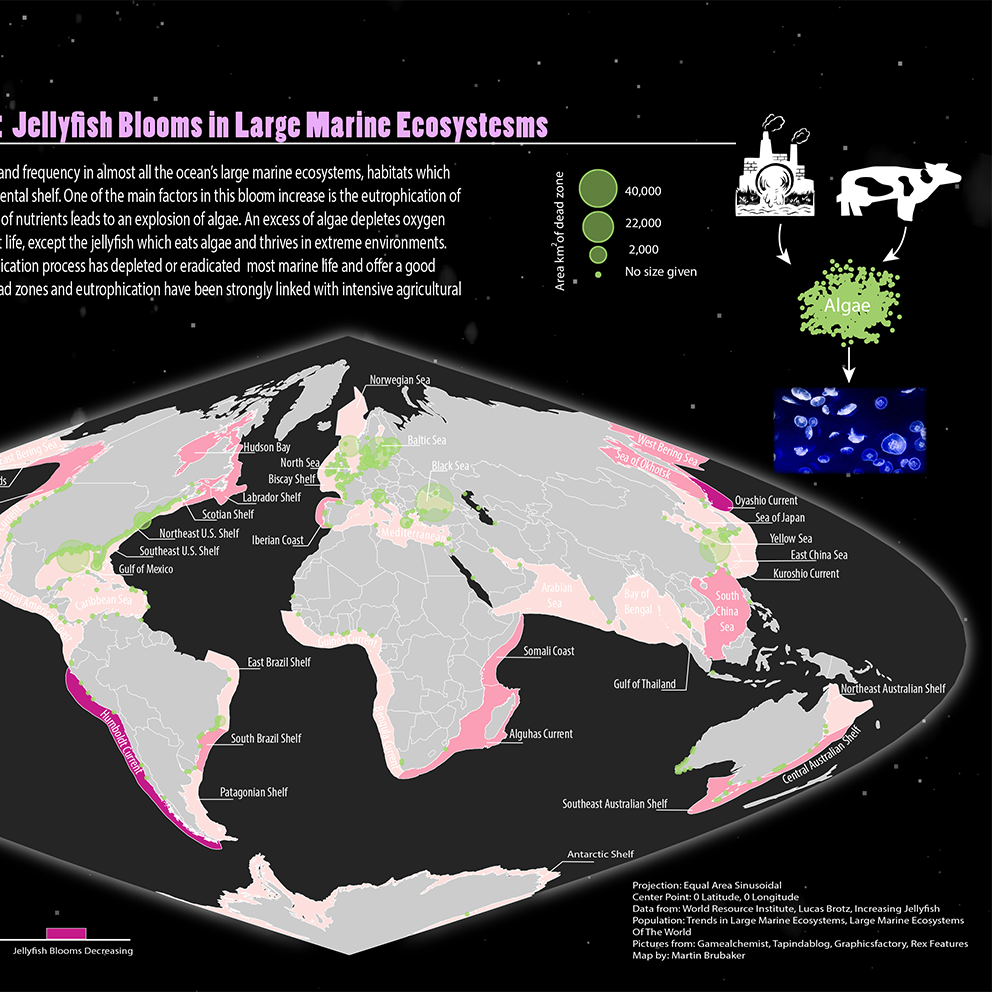 : Jellyfish Blooms in Large Marine Ecosystesms
and frequency in almost all the ocean's large marine ecosystems, habitats which
ental shelf. One of the main factors in this bloom increase is the eutrophication of
of nutrients leads to an explosion of algae. An excess of algae depletes oxygen
t life, except the jellyfish which eats algae and thrives in extreme environments.
ication process has depleted or eradicated most marine life and offer a good
ad zones and eutrophication have been strongly linked with intensive agricultural
Area km² of dead zone
40,000
22,000
2,000
No size given
Algae
Norwegian Sea
Baltic Sea
Hudson Bay
North Sea
Black Sea
Biscay Shelf
Labrador Shelf
Scotian Shelf
Iberian Coast
Mediterranean
Northeast U.S. Shelf
Southeast U.S. Shelf
Gulf of Mexico
Caribbean Sea
Bering Sea
ds
West Bering Sea
Sea of Okhotsk
Oyashio Current
Sea of Japan
Yellow Sea
East China Sea
Kuroshio Current
Arabian
Sea
Bay of
Bengal
South
China
Sea
Guinea Current
East Brazil Shelf
Somali Coast
Gulf of Thailand
Northeast Australian Shelf
Humboldt Current
South Brazil Shelf
Alguhas Current
Central Australian Shelf
Patagonian Shelf
Southeast Australian Shelf
Antarctic Shelf
Projection: Equal Area Sinusoidal
Center Point: 0 Latitude, 0 Longitude
Data from: World Resource Institute, Lucas Brotz, Increasing Jellyfish
Population: Trends in Large Marine Ecosystems, Large Marine Ecosystems
Of The World
Pictures from: Gamealchemist, Tapindablog, Graphicsfactory, Rex Features
Map by: Martin Brubaker
Jellyfish Blooms Decreasing